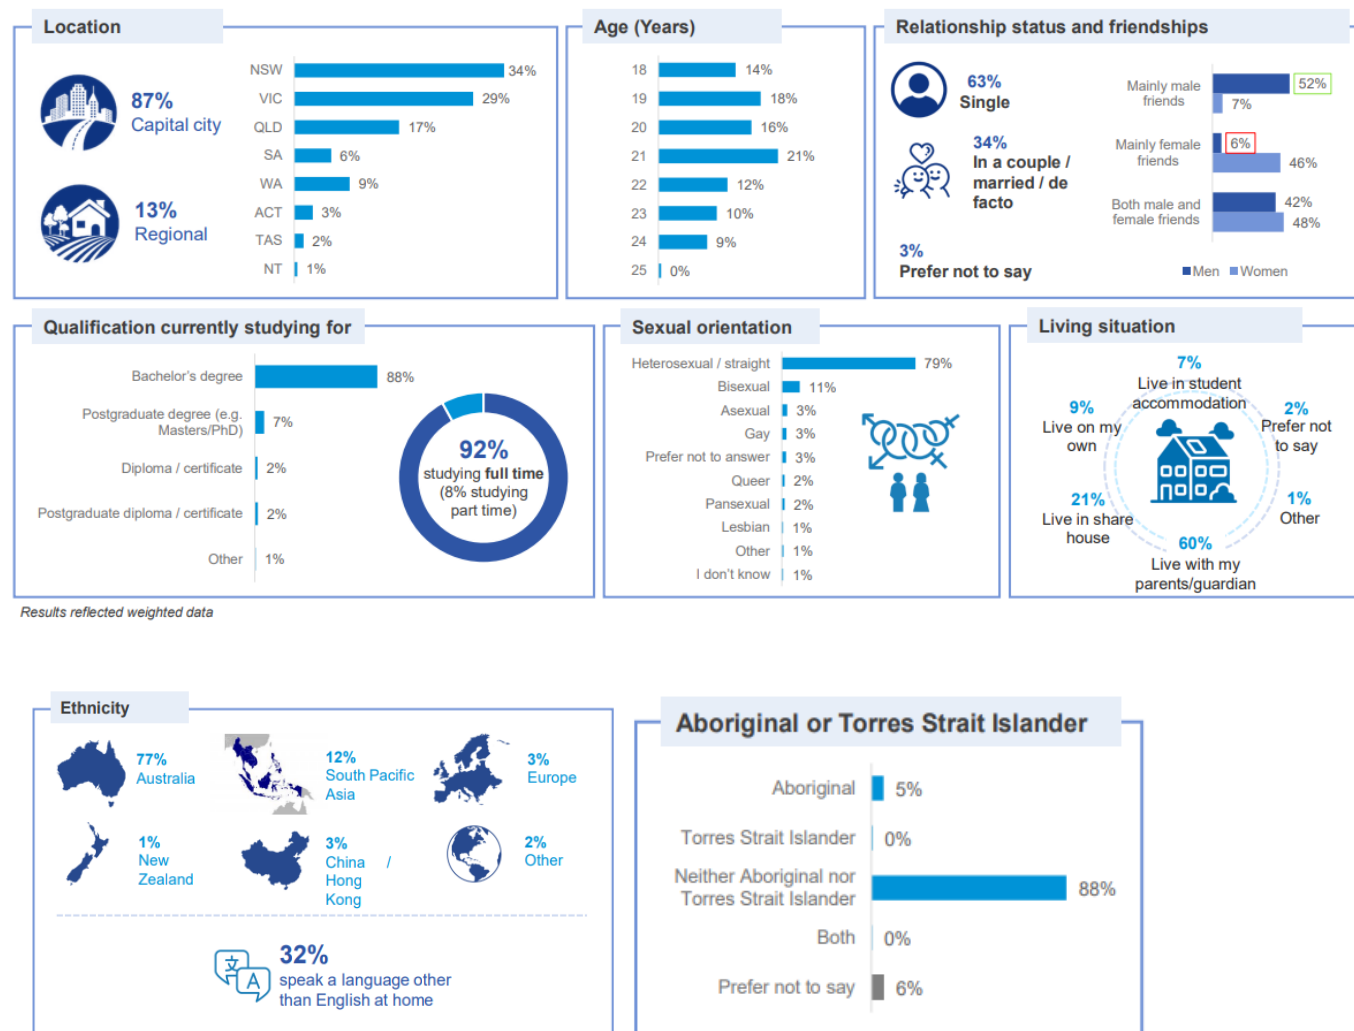 Location
87%
Capital city
13%
Regional
NSW 34%
VIC 29%
QLD 17%
SA 6%
WA 9%
ACT 3%
TAS 2%
NT 1%
Age (Years)
18 14%
19 18%
20 16%
21 21%
22 12%
23 10%
24 9%
25 0%
Relationship status and friendships
63%
Single
34%
In a couple /
married / de
facto
3%
Prefer not to say
Mainly male
friends
52%
7%
Mainly female
friends
6%
46%
Both male and
female friends
42%
48%
Men Women
Qualification currently studying for
Bachelor's degree 88%
Postgraduate degree (e.g.
Masters/PhD)
7%
Diploma / certificate 2%
Postgraduate diploma / certificate 2%
Other 1%
92%
studying full time
(8% studying
part time)
Sexual orientation
Heterosexual / straight 79%
Bisexual 11%
Asexual 3%
Gay 3%
Prefer not to answer 3%
Queer 2%
Pansexual 2%
Lesbian 1%
Other 1%
I don't know 1%
Living situation
7%
Live in student
accommodation
9%
Live on my
own
2%
Prefer not
to say
21%
Live in share
house
1%
Other
60%
Live with my
parents/guardian
Results reflected weighted data
Ethnicity
77%
Australia
12%
South Pacific
Asia
3%
Europe
1%
New
Zealand
3%
China /
Hong
Kong
2%
Other
文
A
32%
speak a language other
than English at home
Aboriginal or Torres Strait Islander
Aboriginal 5%
Torres Strait Islander 0%
Neither Aboriginal nor
Torres Strait Islander
88%
Both 0%
Prefer not to say 6%